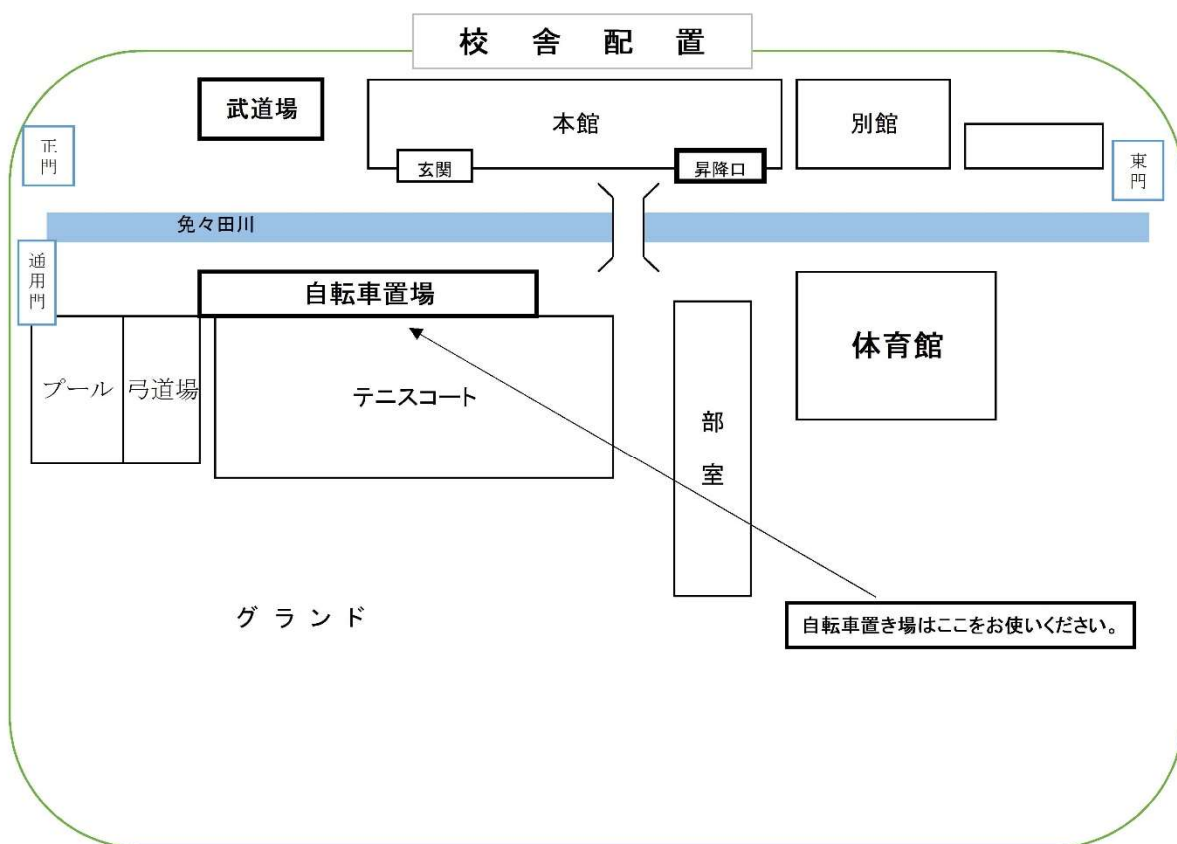 校舎配置
武道場
本館
別館
正門
玄関
昇降口
東門
免々田川
通用門
自転車置場
体育館
プール
弓道場
テニスコート
部室
グランド
自転車置き場はここをお使いください。